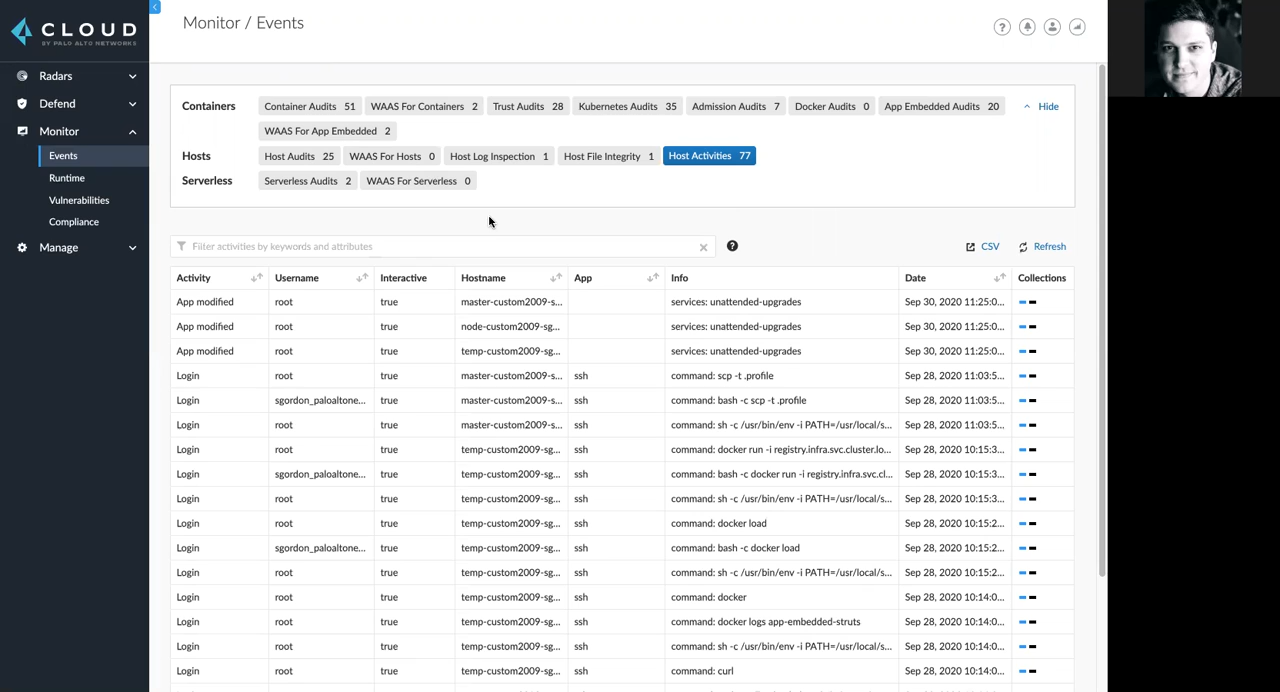 CLOUD
BY PALO ALTO NETWORKS
Monitor / Events
Radars
Defend
Monitor
Events
Runtime
Vulnerabilities
Compliance
Manage
Containers Container Audits 51 WAAS For Containers 2 Trust Audits 28 Kubernetes Audits 35 Admission Audits 7 Docker Audits 0 App Embedded Audits 20 Hide
WAAS For App Embedded 2
Hosts Host Audits 25 WAAS For Hosts 0 Host Log Inspection 1 Host File Integrity 1 Host Activities 77
Serverless Serverless Audits 2 WAAS For Serverless 0
Filter activities by keywords and attributes ? CSV Refresh
Activity Username Interactive Hostname App Info Date Collections
App modified root true master-custom2009-s... services: unattended-upgrades Sep 30, 2020 11:25:0...
App modified root true node-custom2009-sg... services: unattended-upgrades Sep 30, 2020 11:25:0...
App modified root true temp-custom2009-sg... services: unattended-upgrades Sep 30, 2020 11:25:0...
Login root true master-custom2009-s... ssh command: scp -t .profile Sep 28, 2020 11:03:5...
Login sgordon_paloaltone... true master-custom2009-s... ssh command: bash -c scp -t .profile Sep 28, 2020 11:03:5...
Login root true master-custom2009-s... ssh command: sh -c /usr/bin/env -i PATH=/usr/local/s... Sep 28, 2020 11:03:5...
Login root true temp-custom2009-sg... ssh command: docker run -i registry.infra.svc.cluster.lo... Sep 28, 2020 10:15:3...
Login sgordon_paloaltone... true temp-custom2009-sg... ssh command: bash -c docker run -i registry.infra.svc.cl... Sep 28, 2020 10:15:3...
Login root true temp-custom2009-sg... ssh command: sh -c /usr/bin/env -i PATH=/usr/local/s... Sep 28, 2020 10:15:3...
Login root true temp-custom2009-sg... ssh command: docker load Sep 28, 2020 10:15:2...
Login sgordon_paloaltone... true temp-custom2009-sg... ssh command: bash -c docker load Sep 28, 2020 10:15:2...
Login root true temp-custom2009-sg... ssh command: sh -c /usr/bin/env -i PATH=/usr/local/s... Sep 28, 2020 10:15:2...
Login root true temp-custom2009-sg... ssh command: docker Sep 28, 2020 10:14:0...
Login root true temp-custom2009-sg... ssh command: docker logs app-embedded-struts Sep 28, 2020 10:14:0...
Login root true temp-custom2009-sg... ssh command: sh -c /usr/bin/env -i PATH=/usr/local/s... Sep 28, 2020 10:14:0...
Login root true temp-custom2009-sg... ssh command: curl Sep 28, 2020 10:14:0...